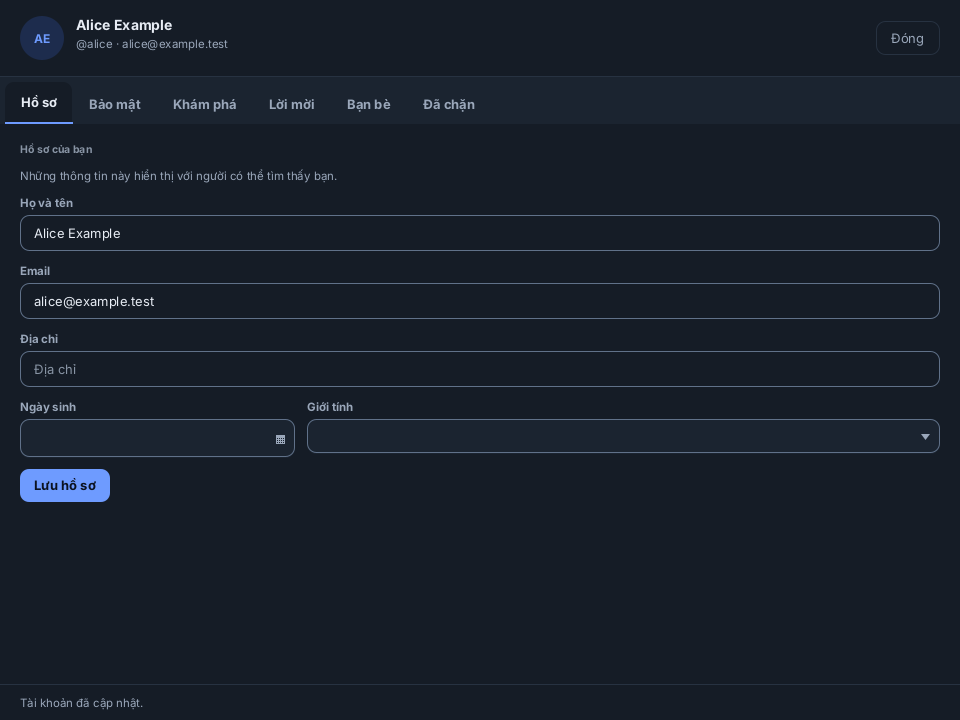 AE
Alice Example
@alice · alice@example.test
Đóng
Hồ sơ
Bảo mật
Khám phá
Lời mời
Bạn bè
Đã chặn
Hồ sơ của bạn
Những thông tin này hiển thị với người có thể tìm thấy bạn.
Họ và tên
Alice Example
Email
alice@example.test
Địa chỉ
Địa chỉ
Ngày sinh
Giới tính
Lưu hồ sơ
Tài khoản đã cập nhật.